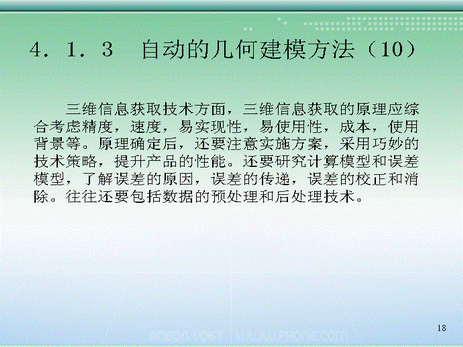 4．1．3　自动的几何建模方法（10）
三维信息获取技术方面，三维信息获取的原理应综
合考虑精度，速度，易实现性，易使用性，成本，使用
背景等。原理确定后，还要注意实施方案，采用巧妙的
技术策略，提升产品的性能。还要研究计算模型和误差
模型，了解误差的原因，误差的传递，误差的校正和消
除。往往还要包括数据的预处理和后处理技术。
18